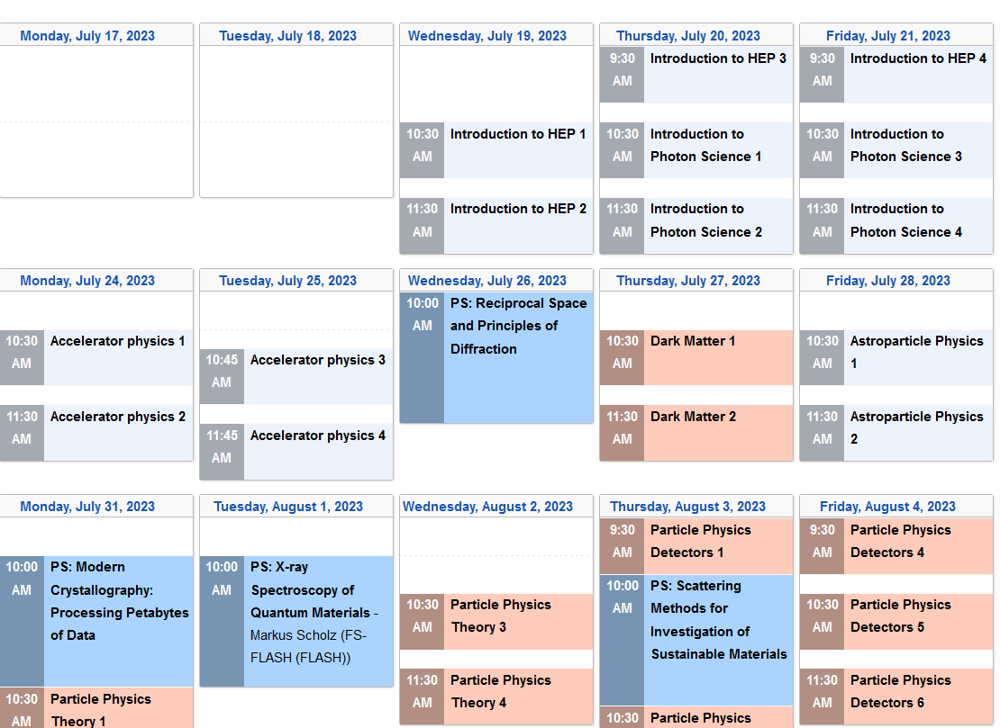 Monday, July 17, 2023
Tuesday, July 18, 2023
Wednesday, July 19, 2023
10:30
AM
Introduction to HEP 1
11:30
AM
Introduction to HEP 2
Thursday, July 20, 2023
9:30
AM
Introduction to HEP 3
10:30
AM
Introduction to
Photon Science 1
11:30
AM
Introduction to
Photon Science 2
Friday, July 21, 2023
9:30
AM
Introduction to HEP 4
10:30
AM
Introduction to
Photon Science 3
11:30
AM
Introduction to
Photon Science 4
Monday, July 24, 2023
10:30
AM
Accelerator physics 1
11:30
AM
Accelerator physics 2
Tuesday, July 25, 2023
10:45
AM
Accelerator physics 3
11:45
AM
Accelerator physics 4
Wednesday, July 26, 2023
10:00
AM
PS: Reciprocal Space
and Principles of
Diffraction
Thursday, July 27, 2023
10:30
AM
Dark Matter 1
11:30
AM
Dark Matter 2
Friday, July 28, 2023
10:30
AM
Astroparticle Physics
1
11:30
AM
Astroparticle Physics
2
Monday, July 31, 2023
10:00
AM
PS: Modern
Crystallography:
Processing Petabytes
of Data
10:30
AM
Particle Physics
Theory 1
Tuesday, August 1, 2023
10:00
AM
PS: X-ray
Spectroscopy of
Quantum Materials -
Markus Scholz (FS-
FLASH (FLASH))
Wednesday, August 2, 2023
10:30
AM
Particle Physics
Theory 3
11:30
AM
Particle Physics
Theory 4
Thursday, August 3, 2023
9:30
AM
Particle Physics
Detectors 1
10:00
AM
PS: Scattering
Methods for
Investigation of
Sustainable Materials
10:30
Particle Physics
Friday, August 4, 2023
9:30
AM
Particle Physics
Detectors 4
10:30
AM
Particle Physics
Detectors 5
11:30
AM
Particle Physics
Detectors 6